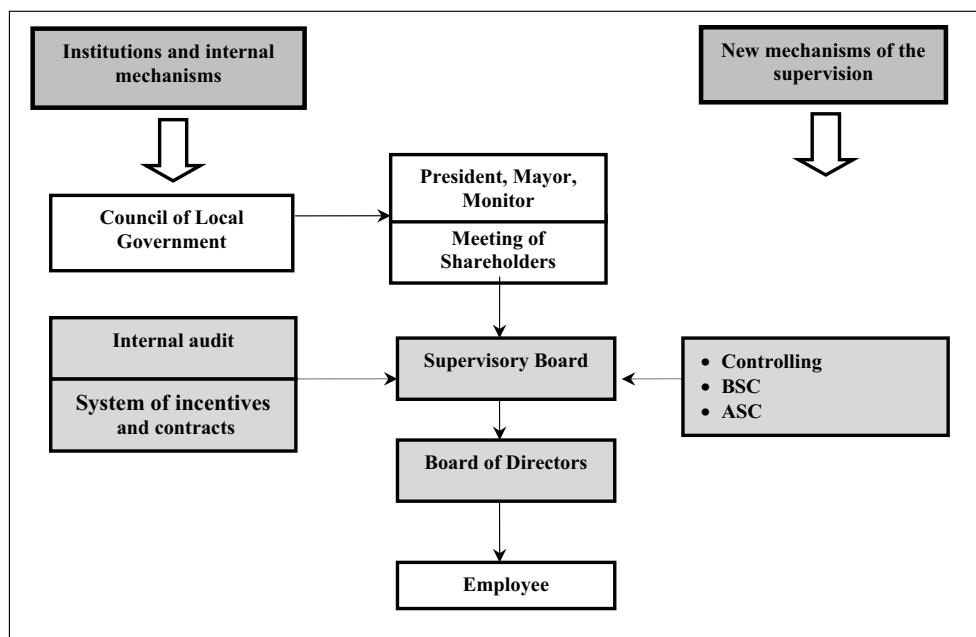 Institutions and internal
mechanisms
New mechanisms of the
supervision
President, Mayor,
Monitor
Council of Local
Government
Meeting of
Shareholders
Internal audit
System of incentives
and contracts
Supervisory Board
• Controlling
• BSC
• ASC
Board of Directors
Employee